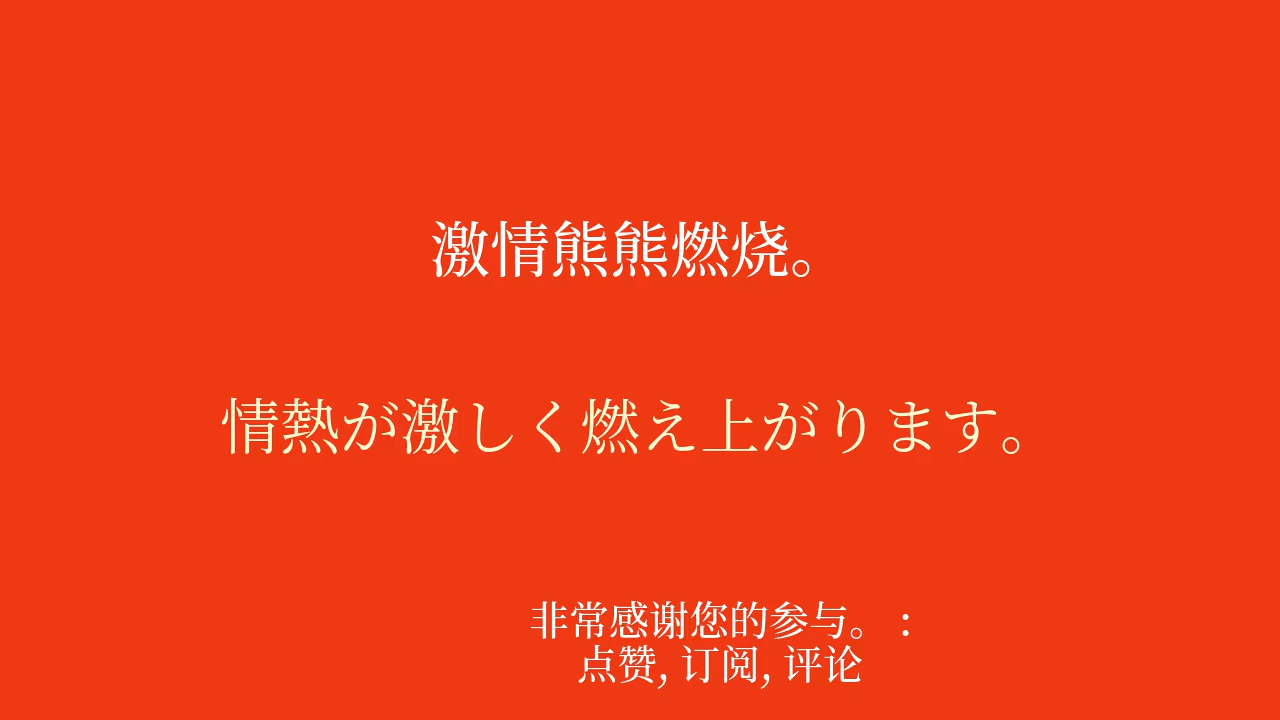 激情熊熊燃烧。
情熱が激しく燃え上がります。
非常感谢您的参与。 :
点赞, 订阅, 评论